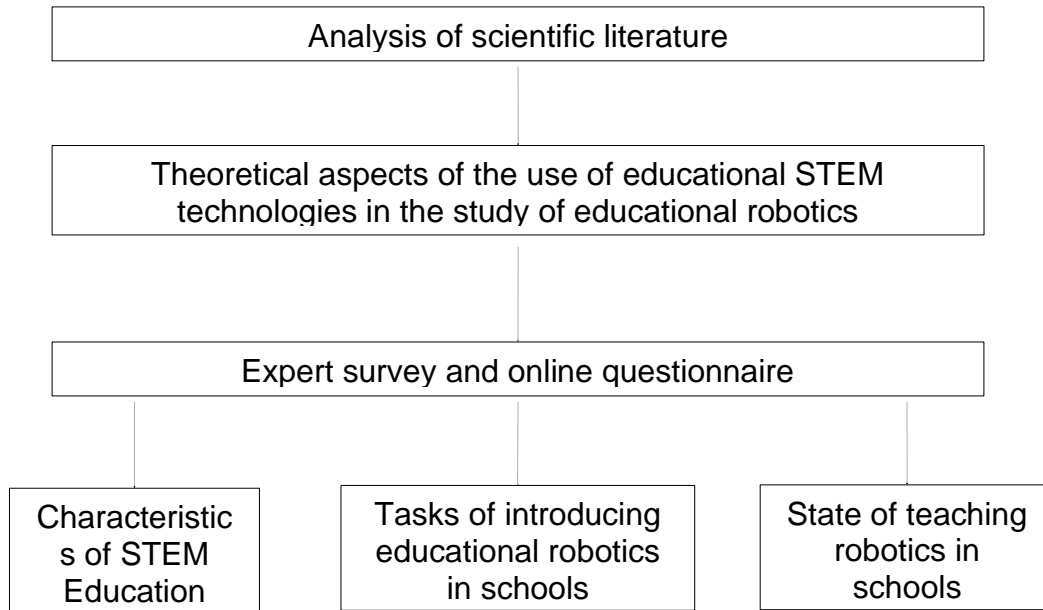 Analysis of scientific literature
Theoretical aspects of the use of educational STEM
technologies in the study of educational robotics
Expert survey and online questionnaire
Characteristic
s of STEM
Education
Tasks of introducing
educational robotics
in schools
State of teaching
robotics in
schools